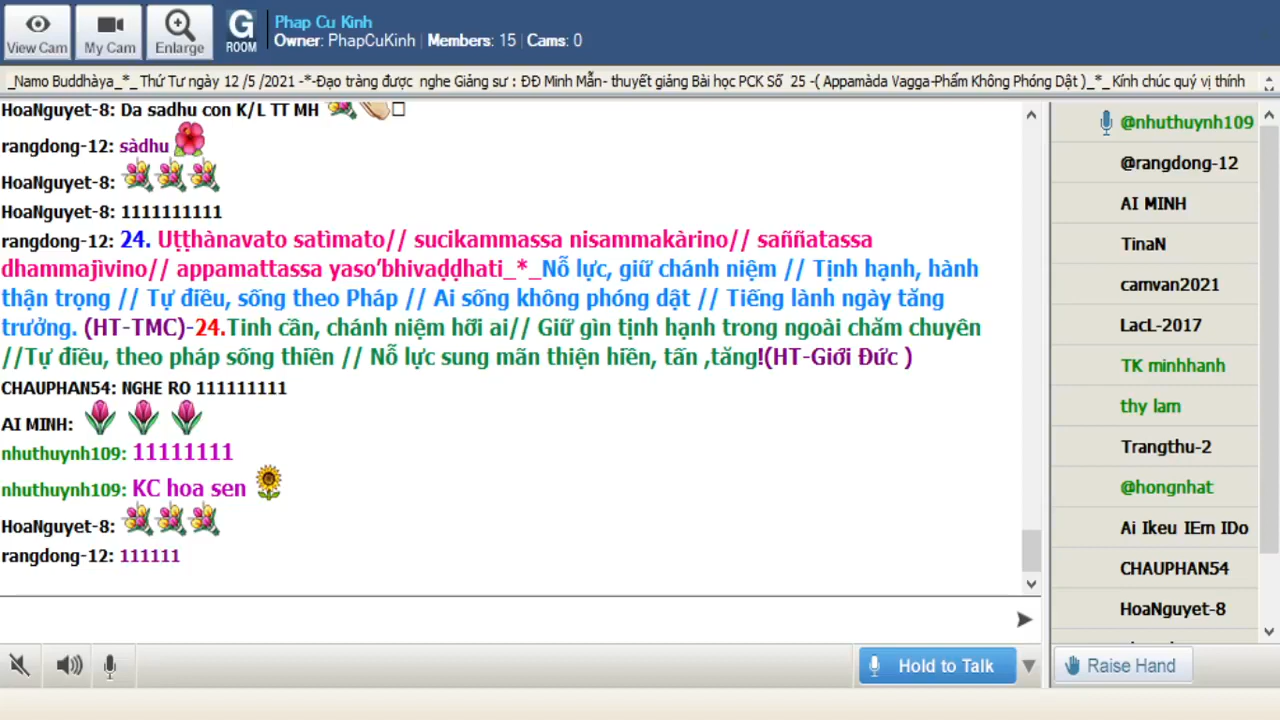 Phap Cu Kinh
Owner: PhapCuKinh | Members: 15 | Cams: 0
View Cam
My Cam
Enlarge
G
ROOM
_Namo Buddhàya_*_ Thứ Tư ngày 12 /5 /2021 -*-Đạo tràng được nghe Giảng sư : ĐĐ Minh Mẫn- thuyết giảng Bài học PCK Số 25 -( Appamàda Vagga-Phẩm Không Phóng Dật )_*_ Kính chúc quý vị thính
HoaNguyet-8: Da sadhu con K/L TT MH
rangdong-12: sàdhu
HoaNguyet-8:
HoaNguyet-8: 1111111111
rangdong-12: 24. Uṭṭhànavato satìmato// sucikammassa nisammakàrino// saññatassa
dhammajìvino// appamattassa yaso’bhivaḍḍhati_*_Nỗ lực, giữ chánh niệm // Tịnh hạnh, hành
thận trọng // Tự điều, sống theo Pháp // Ai sống không phóng dật // Tiếng lành ngày tăng
trưởng. (HT-TMC)-24.Tinh cần, chánh niệm hỡi ai// Giữ gìn tịnh hạnh trong ngoài chăm chuyên
//Tự điều, theo pháp sống thiền // Nỗ lực sung mãn thiện hiền, tấn ,tăng!(HT-Giới Đức )
CHAUPHAN54: NGHE RO 111111111
AI MINH:
nhuthuynh109: 11111111
nhuthuynh109: KC hoa sen
HoaNguyet-8:
rangdong-12: 111111
@nhuthuynh109
@rangdong-12
AI MINH
TinaN
camvan2021
LacL-2017
TK minhhanh
thy lam
Trangthu-2
@hongnhat
Ai Ikeu IEm IDo
CHAUPHAN54
HoaNguyet-8
Hold to Talk
Raise Hand